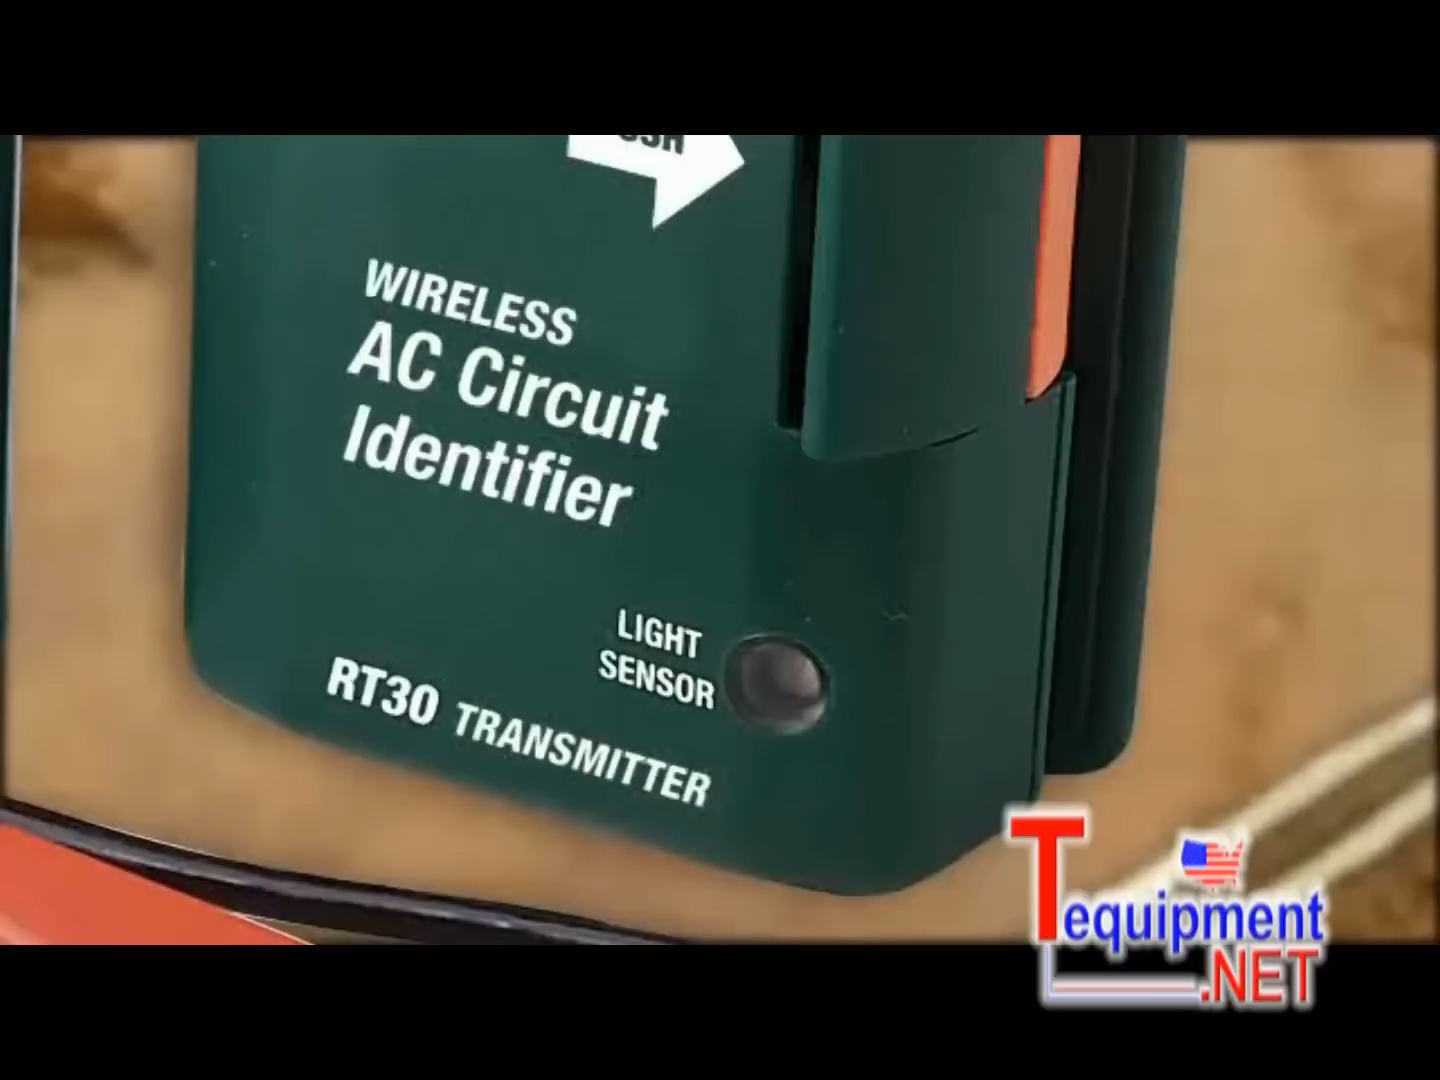 WIRELESS
AC Circuit
Identifier
LIGHT
SENSOR
RT30 TRANSMITTER
Tequipment
.NET